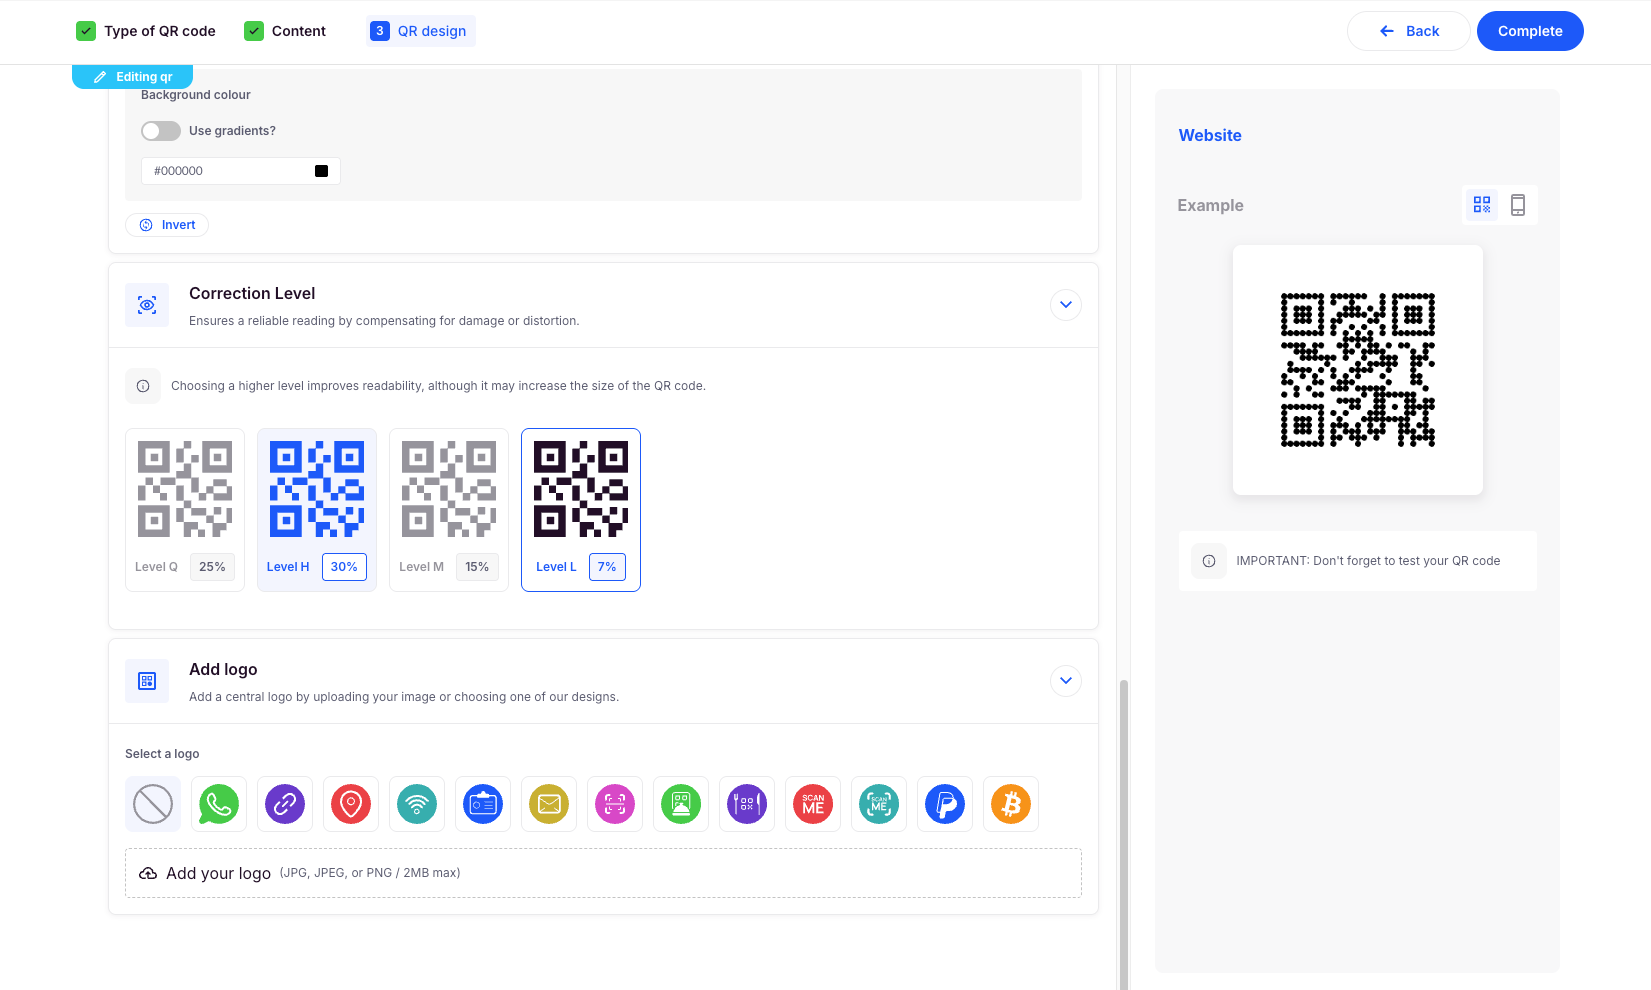 Type of QR code
Content
3 QR design
Back
Complete
Editing qr
Background colour
Use gradients?
#000000
Invert
Correction Level
Ensures a reliable reading by compensating for damage or distortion.
Choosing a higher level improves readability, although it may increase the size of the QR code.
Level Q 25%
Level H 30%
Level M 15%
Level L 7%
Add logo
Add a central logo by uploading your image or choosing one of our designs.
Select a logo
SCAN
ME
SCAN
ME
Add your logo (JPG, JPEG, or PNG / 2MB max)
Website
Example
IMPORTANT: Don't forget to test your QR code